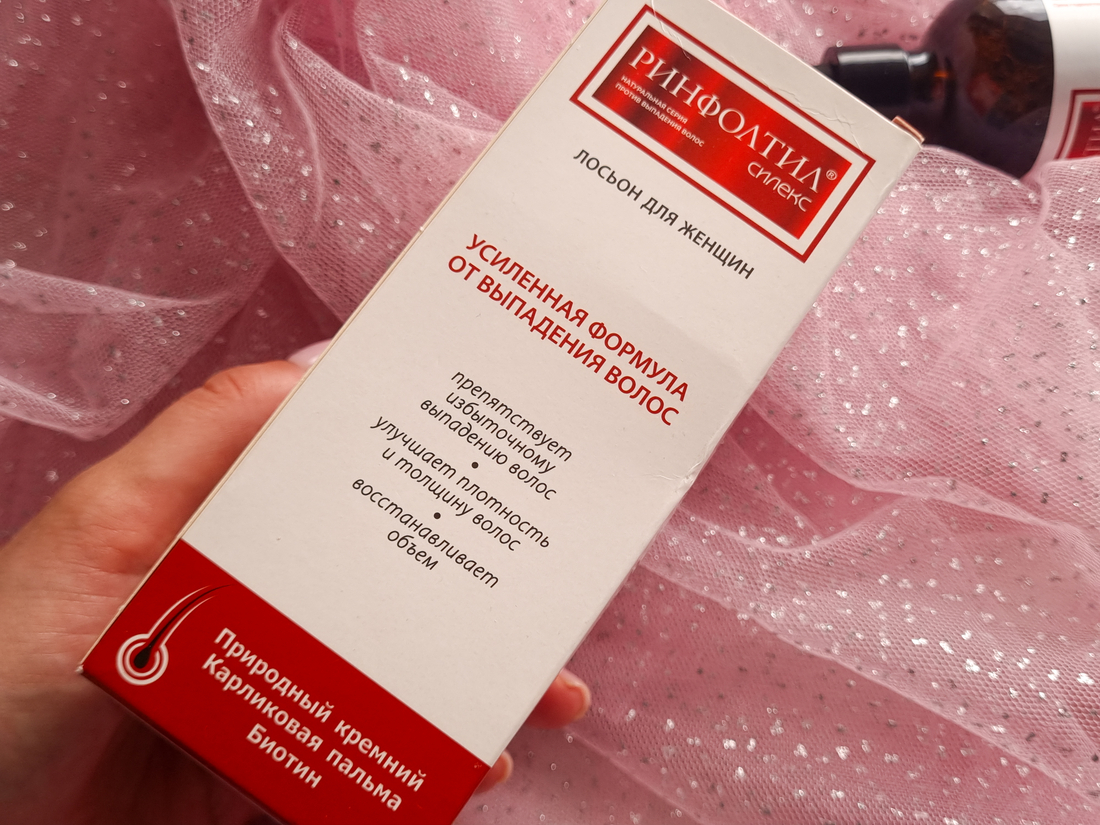 РИНФОЛТИЛ®
НАТУРАЛЬНАЯ СЕРИЯ
ПРОТИВ ВЫПАДЕНИЯ ВОЛОС
СИЛЕКС
ЛОСЬОН ДЛЯ ЖЕНЩИН
УСИЛЕННАЯ ФОРМУЛА
ОТ ВЫПАДЕНИЯ ВОЛОС
препятствует
избыточному
выпадению волос
•
улучшает плотность
и толщину волос
•
восстанавливает
объем
Природный кремний
Карликовая пальма
Биотин